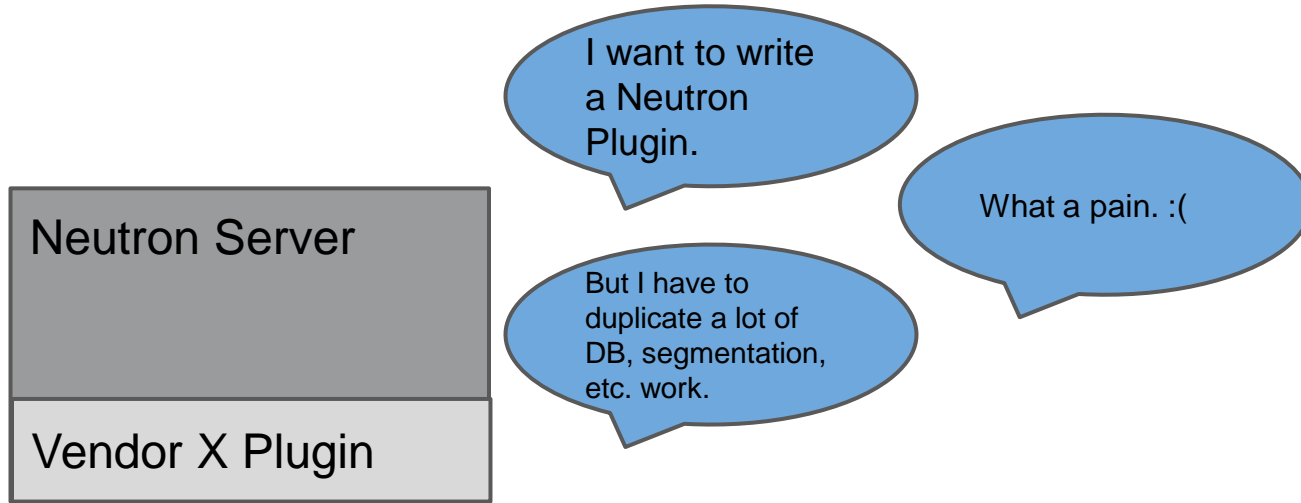 I want to write
a Neutron
Plugin.
What a pain. :(
Neutron Server
But I have to
duplicate a lot of
DB, segmentation,
etc. work.
Vendor X Plugin